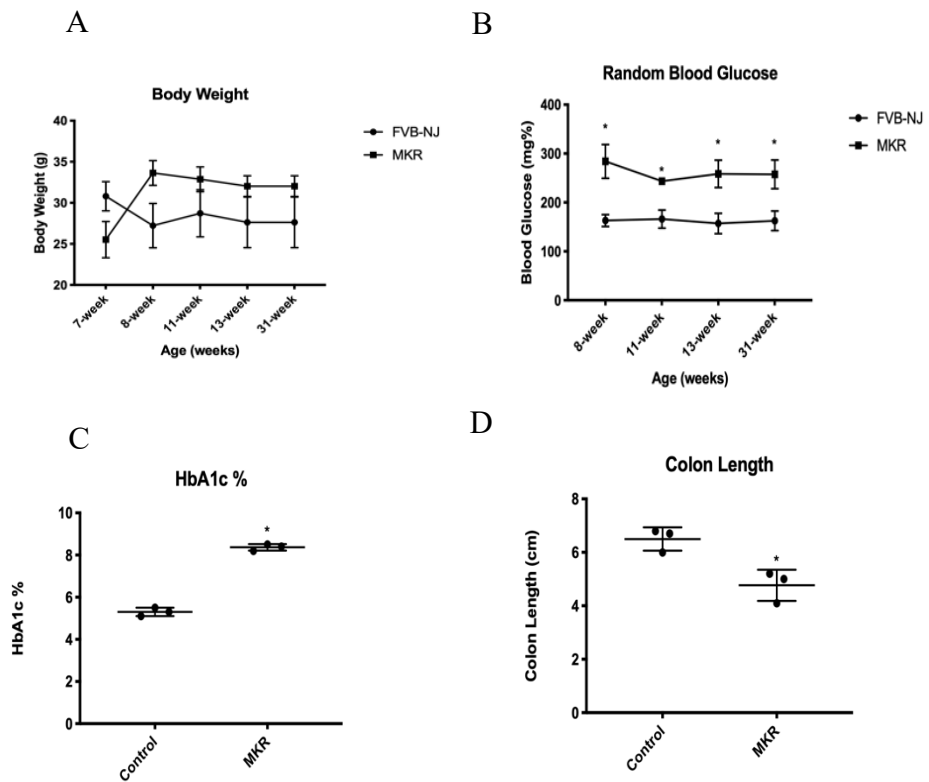 A
Body Weight
Body Weight (g)
40
35
30
25
20
7-week
8-week
11-week
13-week
31-week
Age (weeks)
FVB-NJ
MKR
B
Random Blood Glucose
Blood Glucose (mg%)
400
300
200
100
0
8-week
11-week
13-week
31-week
Age (weeks)
*
*
*
*
FVB-NJ
MKR
C
HbA1c %
HbA1c %
10
8
6
4
2
0
*
Control
MKR
D
Colon Length
Colon Length (cm)
8
6
4
2
0
*
Control
MKR